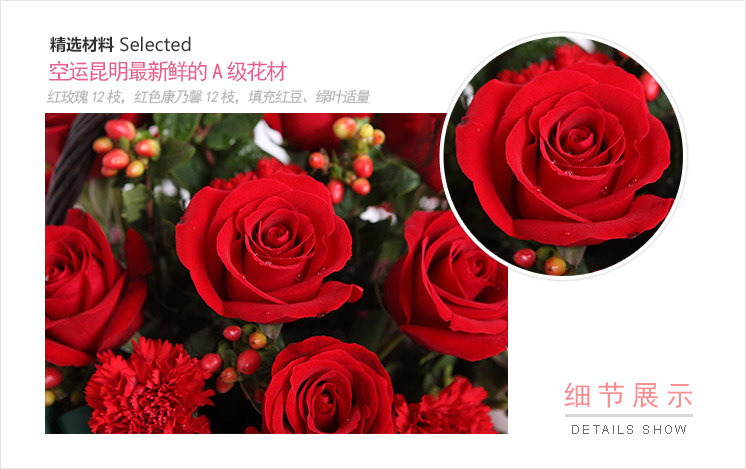 精选材料 Selected
空运昆明最新鲜的 A 级花材
红玫瑰 12 枝，红色康乃馨 12 枝，填充红豆、绿叶适量
细节展示
DETAILS SHOW